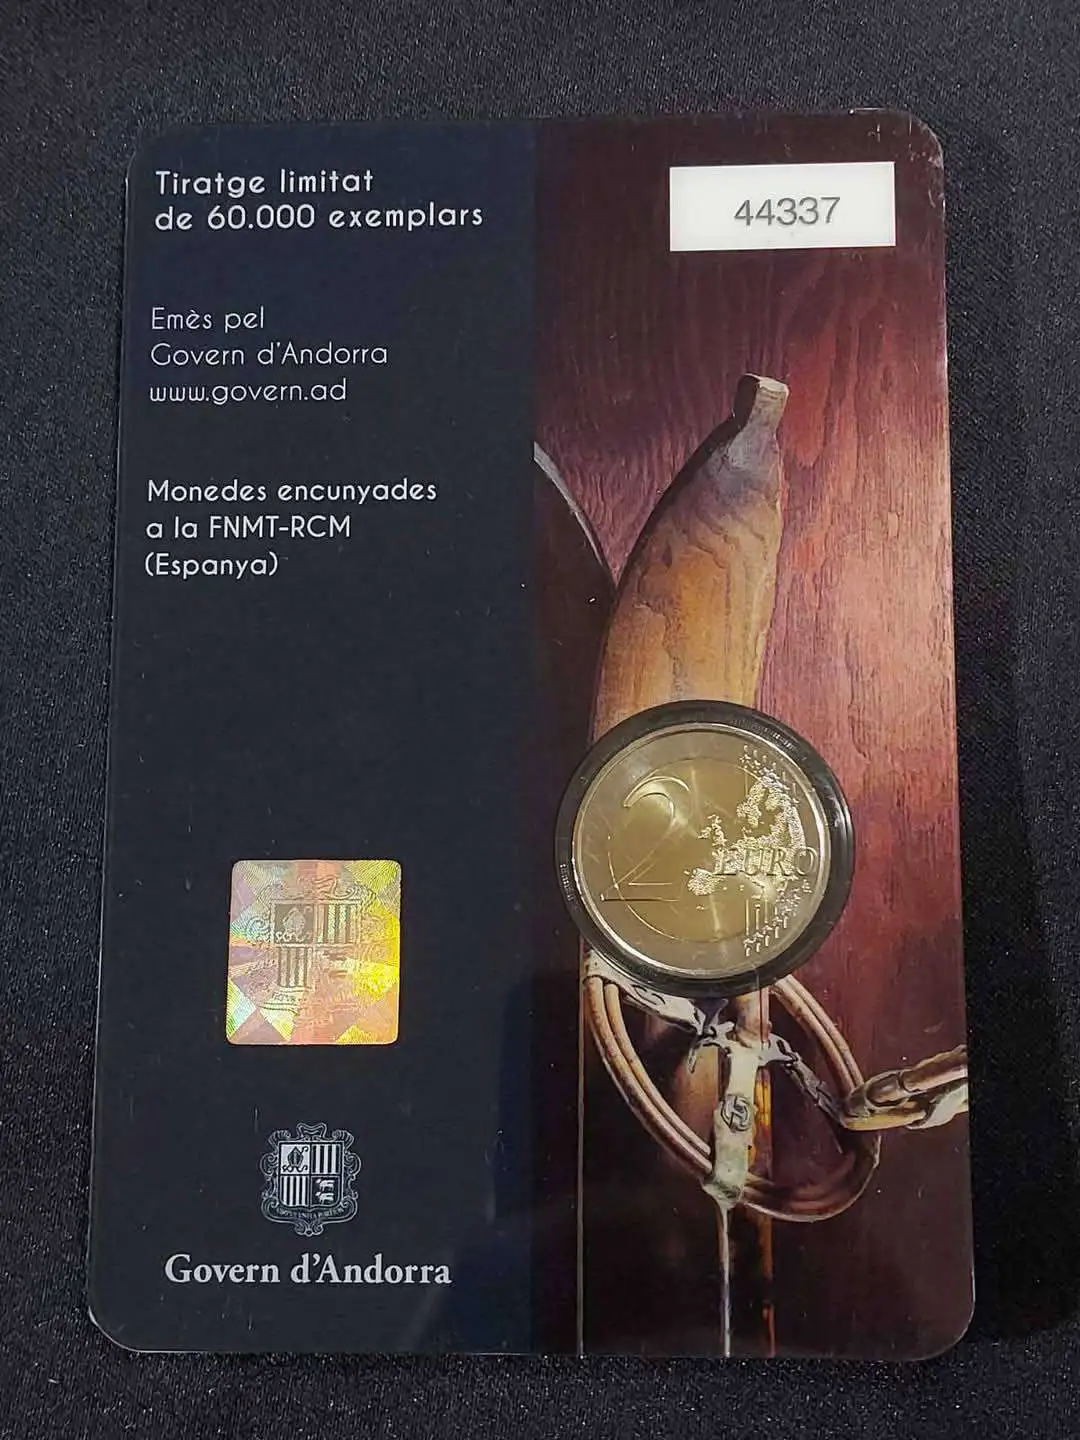 Tiratge limitat
de 60.000 exemplars
44337
Emès pel
Govern d'Andorra
www.govern.ad
Monedes encunyades
a la FNMT-RCM
(Espanya)
2 EURO
Govern d'Andorra